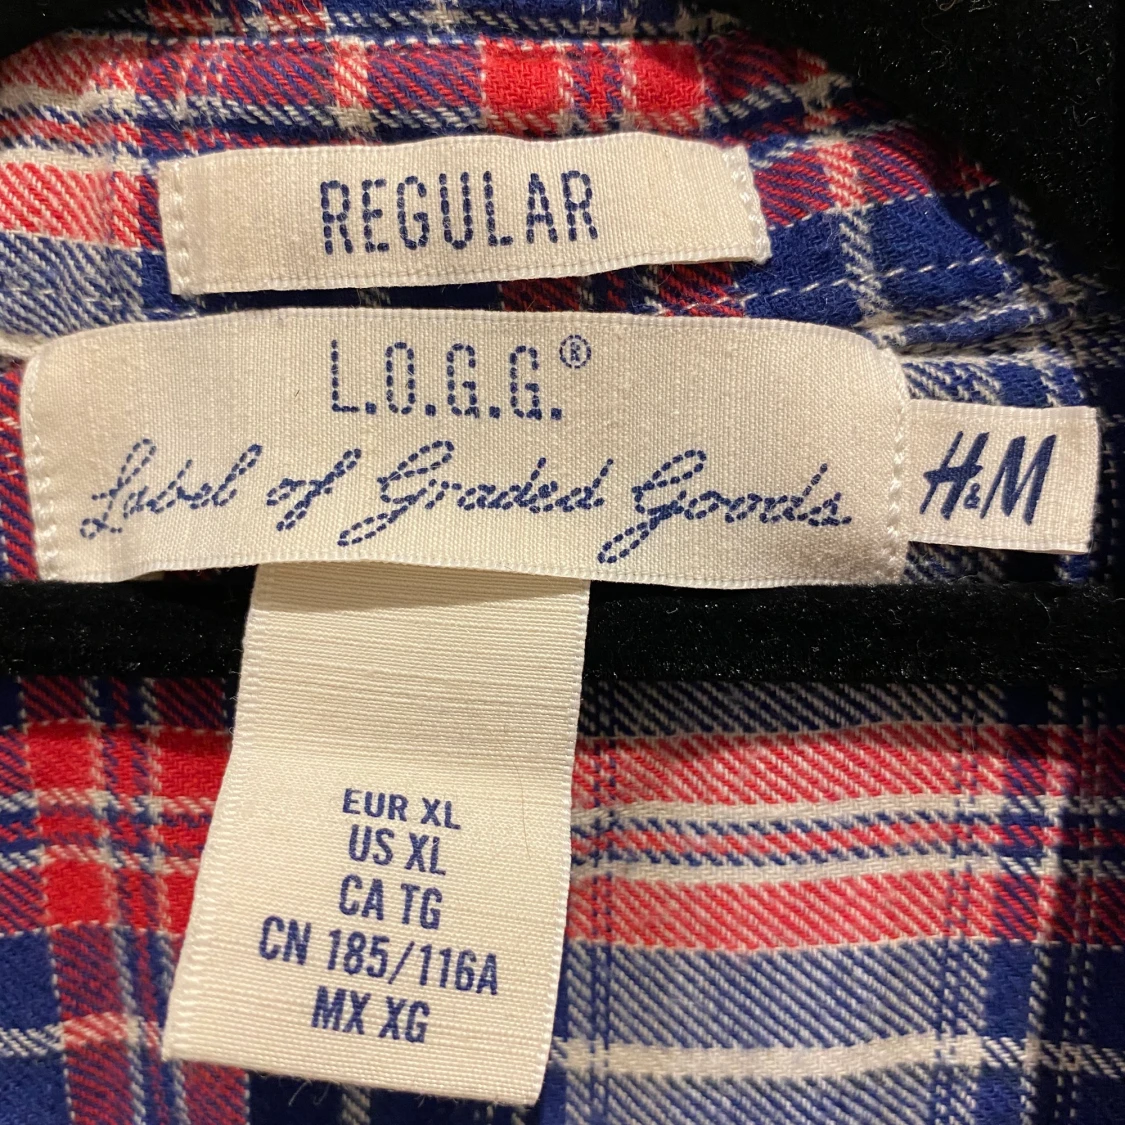 REGULAR
L.O.G.G.®
Label of Graded Goods
H&M
EUR XL
US XL
CA TG
CN 185/116A
MX XG